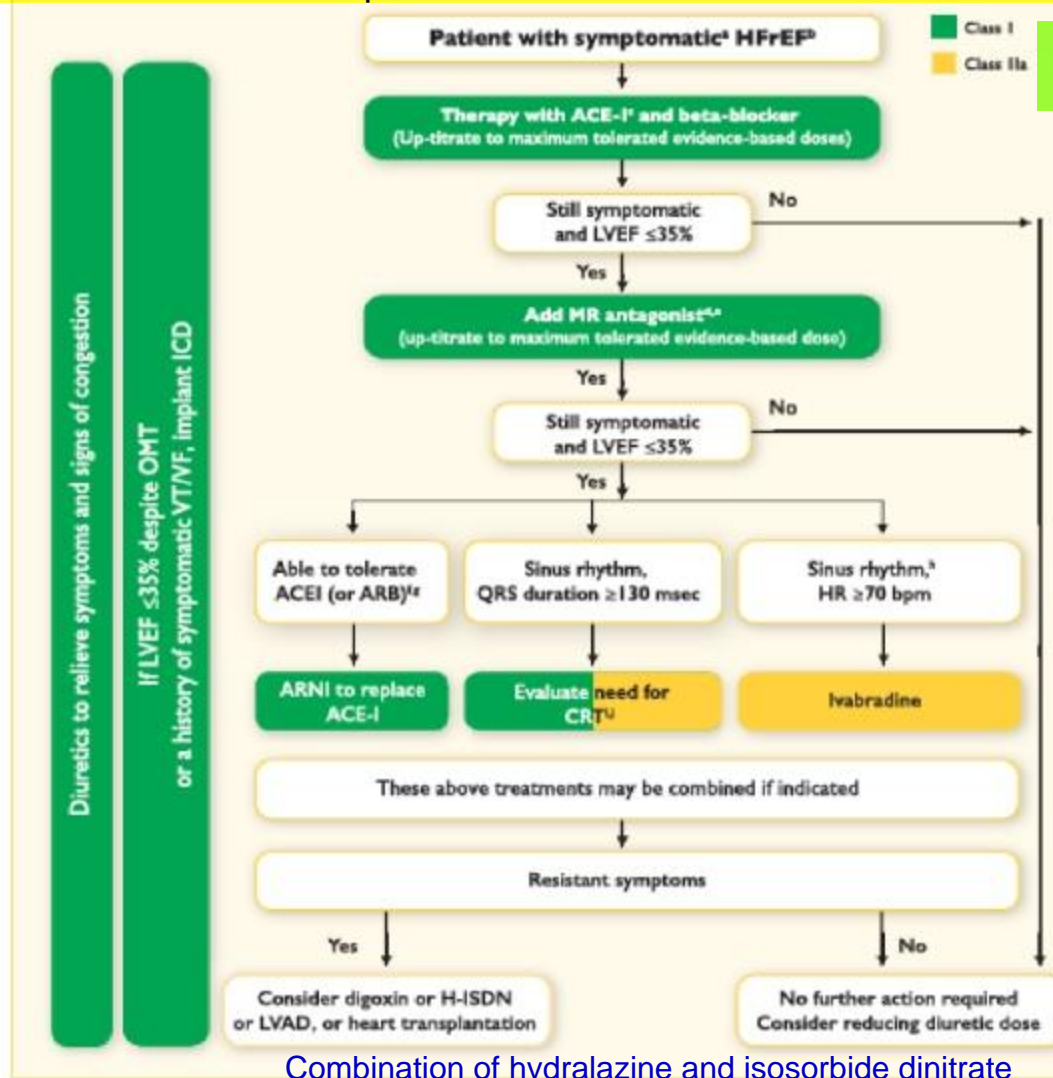 Patient with symptomaticᵃ HFrEFᵇ
Class I
Class IIa
Therapy with ACE-Iᶜ and beta-blocker
(Up-titrate to maximum tolerated evidence-based doses)
Still symptomatic
and LVEF ≤35%
No
Yes
Add MR antagonistᵈ,ᵉ
(up-titrate to maximum tolerated evidence-based dose)
Yes
Still symptomatic
and LVEF ≤35%
No
Yes
Able to tolerate
ACEI (or ARB)ᶠ,ᵍ
Sinus rhythm,
QRS duration ≥130 msec
Sinus rhythm,ʰ
HR ≥70 bpm
ARNI to replace
ACE-I
Evaluate need for
CRTⁱ,ʲ
Ivabradine
These above treatments may be combined if indicated
Resistant symptoms
Yes
No
Consider digoxin or H-ISDN
or LVAD, or heart transplantation
No further action required
Consider reducing diuretic dose
Diuretics to relieve symptoms and signs of congestion
If LVEF ≤35% despite OMT
or a history of symptomatic VT/VF, implant ICD
Combination of hydralazine and isosorbide dinitrate